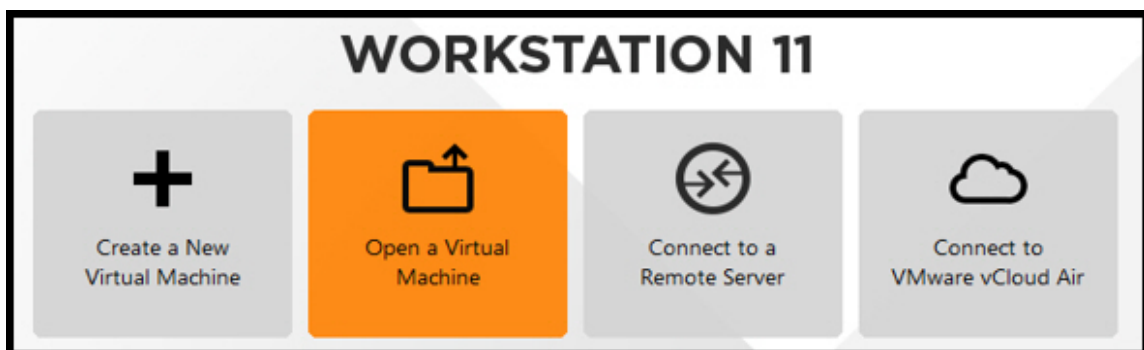 WORKSTATION 11
Create a New
Virtual Machine
Open a Virtual
Machine
Connect to a
Remote Server
Connect to
VMware vCloud Air